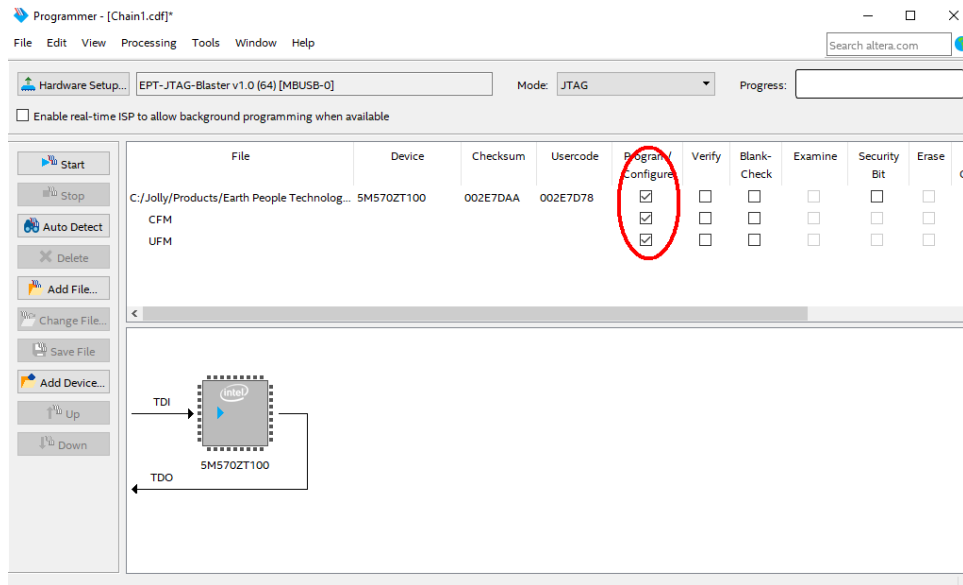 Programmer - [Chain1.cdf]*
File Edit View Processing Tools Window Help
Search altera.com
Hardware Setup... EPT-JTAG-Blaster v1.0 (64) [MBUSB-0] Mode: JTAG Progress:
Enable real-time ISP to allow background programming when available
Start
Stop
Auto Detect
Delete
Add File...
Change File...
Save File
Add Device...
Up
Down
File Device Checksum Usercode Program/ Verify Blank- Examine Security Erase
Configure Check Bit
C:/Jolly/Products/Earth People Technolog... 5M570ZT100 002E7DAA 002E7D78
CFM
UFM
TDI
intel
5M570ZT100
TDO